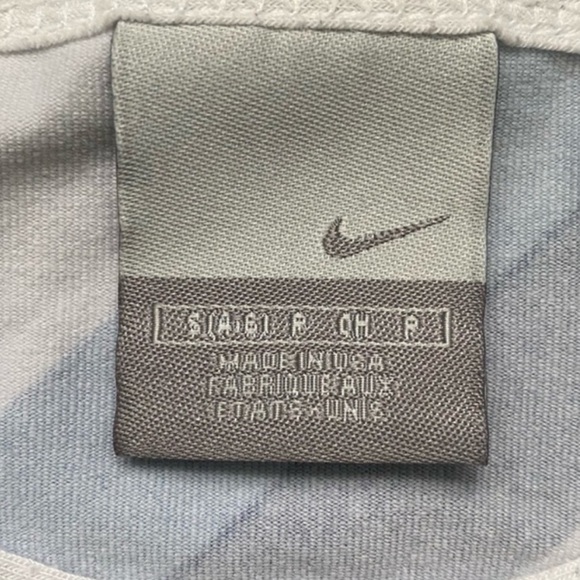 S(4-6) P CH P
MADE IN USA
FABRIQUE AUX
ETATS-UNIS